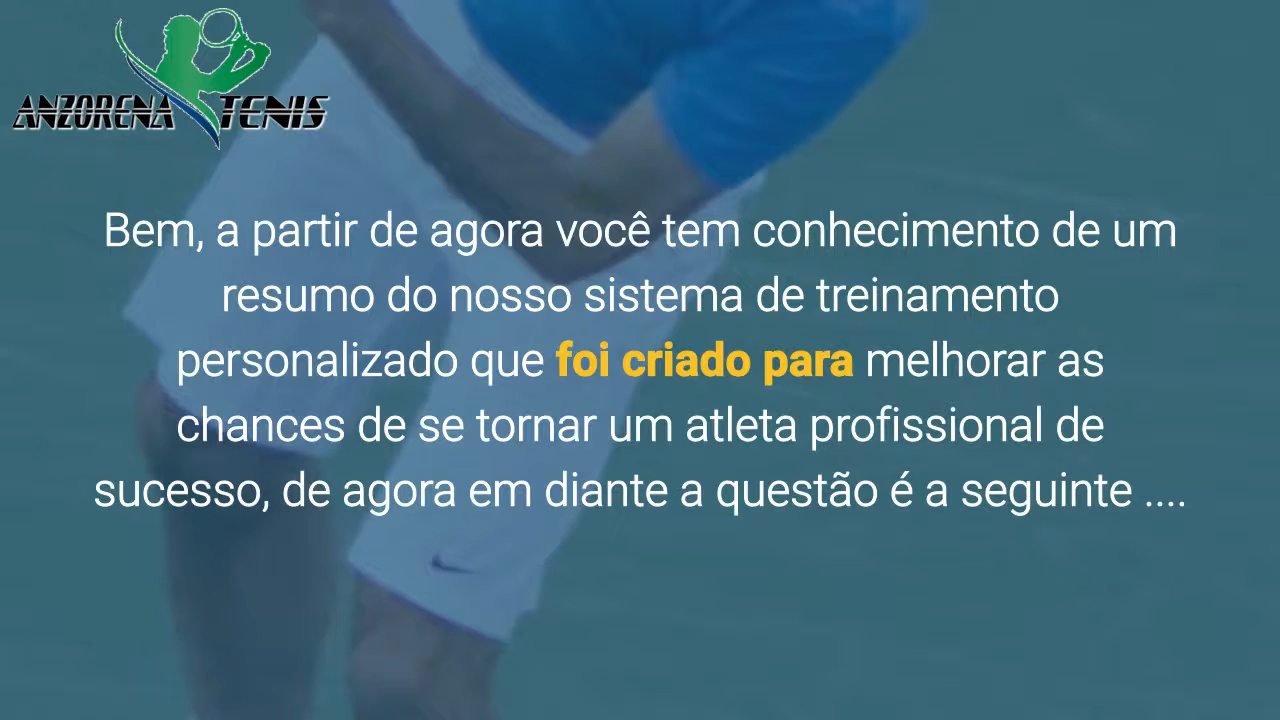 ANZORENA TENIS
Bem, a partir de agora você tem conhecimento de um
resumo do nosso sistema de treinamento
personalizado que foi criado para melhorar as
chances de se tornar um atleta profissional de
sucesso, de agora em diante a questão é a seguinte ....